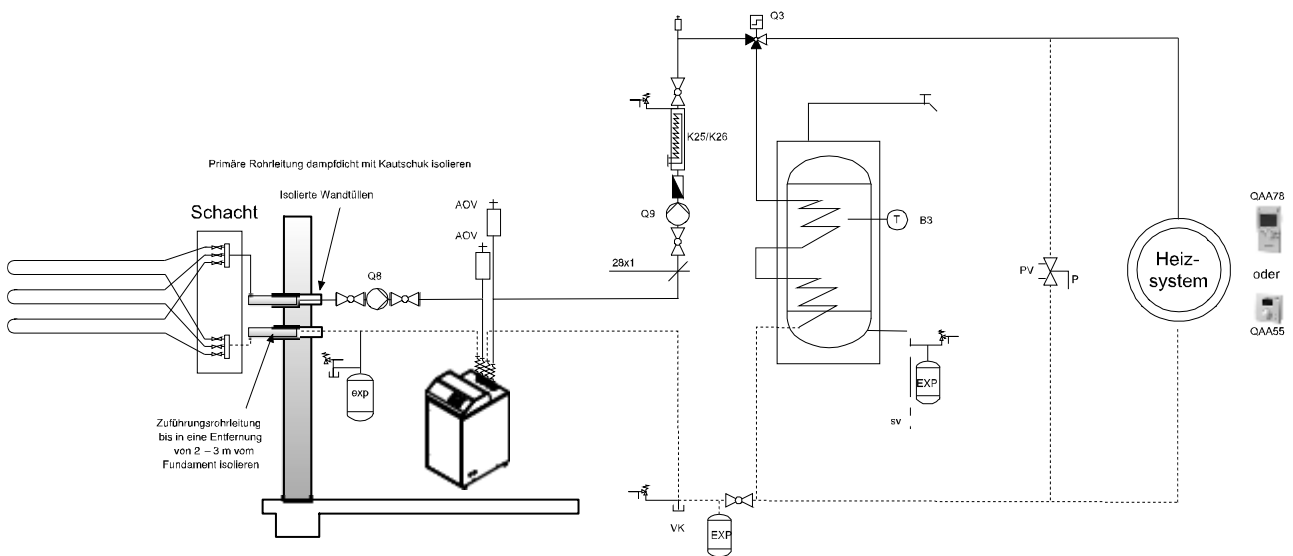 Q3
K25/K26
Primäre Rohrleitung dampfdicht mit Kautschuk isolieren
Isolierte Wandtüllen
Schacht
AOV
AOV
Q9
T
B3
QAA78
oder
QAA55
28x1
Q8
PV
P
Heiz-
system
exp
EXP
sv
Zuführungsrohrleitung
bis in eine Entfernung
von 2 – 3 m vom
Fundament isolieren
VK
EXP